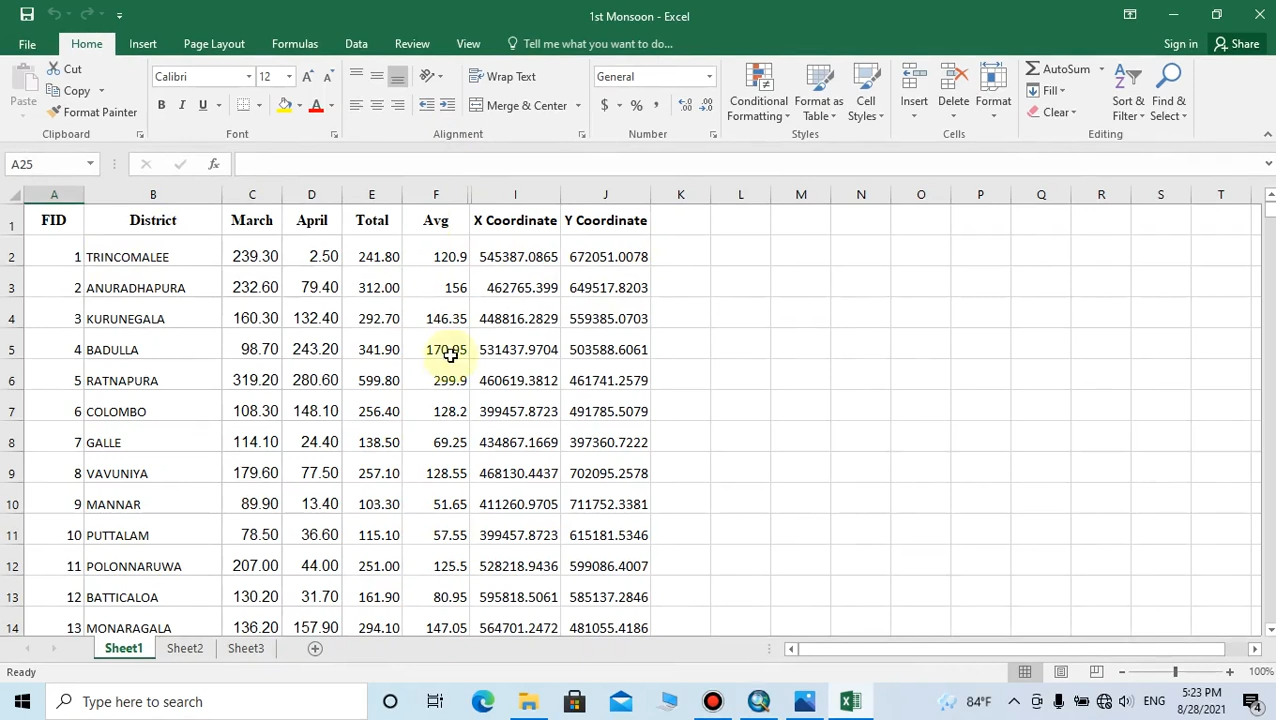 1st Monsoon - Excel
File Home Insert Page Layout Formulas Data Review View Tell me what you want to do... Sign in Share
Paste Cut Copy Format Painter Clipboard
Calibri 12 A A B I U A Font
Wrap Text Merge & Center Alignment
General $ % , Number
Conditional Formatting Format as Table Cell Styles Styles
Insert Delete Format Cells
AutoSum Fill Clear Sort & Filter Find & Select Editing
A25 fx
A B C D E F I J K L M N O P Q R S T
1 FID District March April Total Avg X Coordinate Y Coordinate
2 1 TRINCOMALEE 239.30 2.50 241.80 120.9 545387.0865 672051.0078
3 2 ANURADHAPURA 232.60 79.40 312.00 156 462765.399 649517.8203
4 3 KURUNEGALA 160.30 132.40 292.70 146.35 448816.2829 559385.0703
5 4 BADULLA 98.70 243.20 341.90 170.95 531437.9704 503588.6061
6 5 RATNAPURA 319.20 280.60 599.80 299.9 460619.3812 461741.2579
7 6 COLOMBO 108.30 148.10 256.40 128.2 399457.8723 491785.5079
8 7 GALLE 114.10 24.40 138.50 69.25 434867.1669 397360.7222
9 8 VAVUNIYA 179.60 77.50 257.10 128.55 468130.4437 702095.2578
10 9 MANNAR 89.90 13.40 103.30 51.65 411260.9705 711752.3381
11 10 PUTTALAM 78.50 36.60 115.10 57.55 399457.8723 615181.5346
12 11 POLONNARUWA 207.00 44.00 251.00 125.5 528218.9436 599086.4007
13 12 BATTICALOA 130.20 31.70 161.90 80.95 595818.5061 585137.2846
14 13 MONARAGALA 136.20 157.90 294.10 147.05 564701.2472 481055.4186
Sheet1 Sheet2 Sheet3
Ready 100%
Type here to search 84°F 5:23 PM
8/28/2021 4